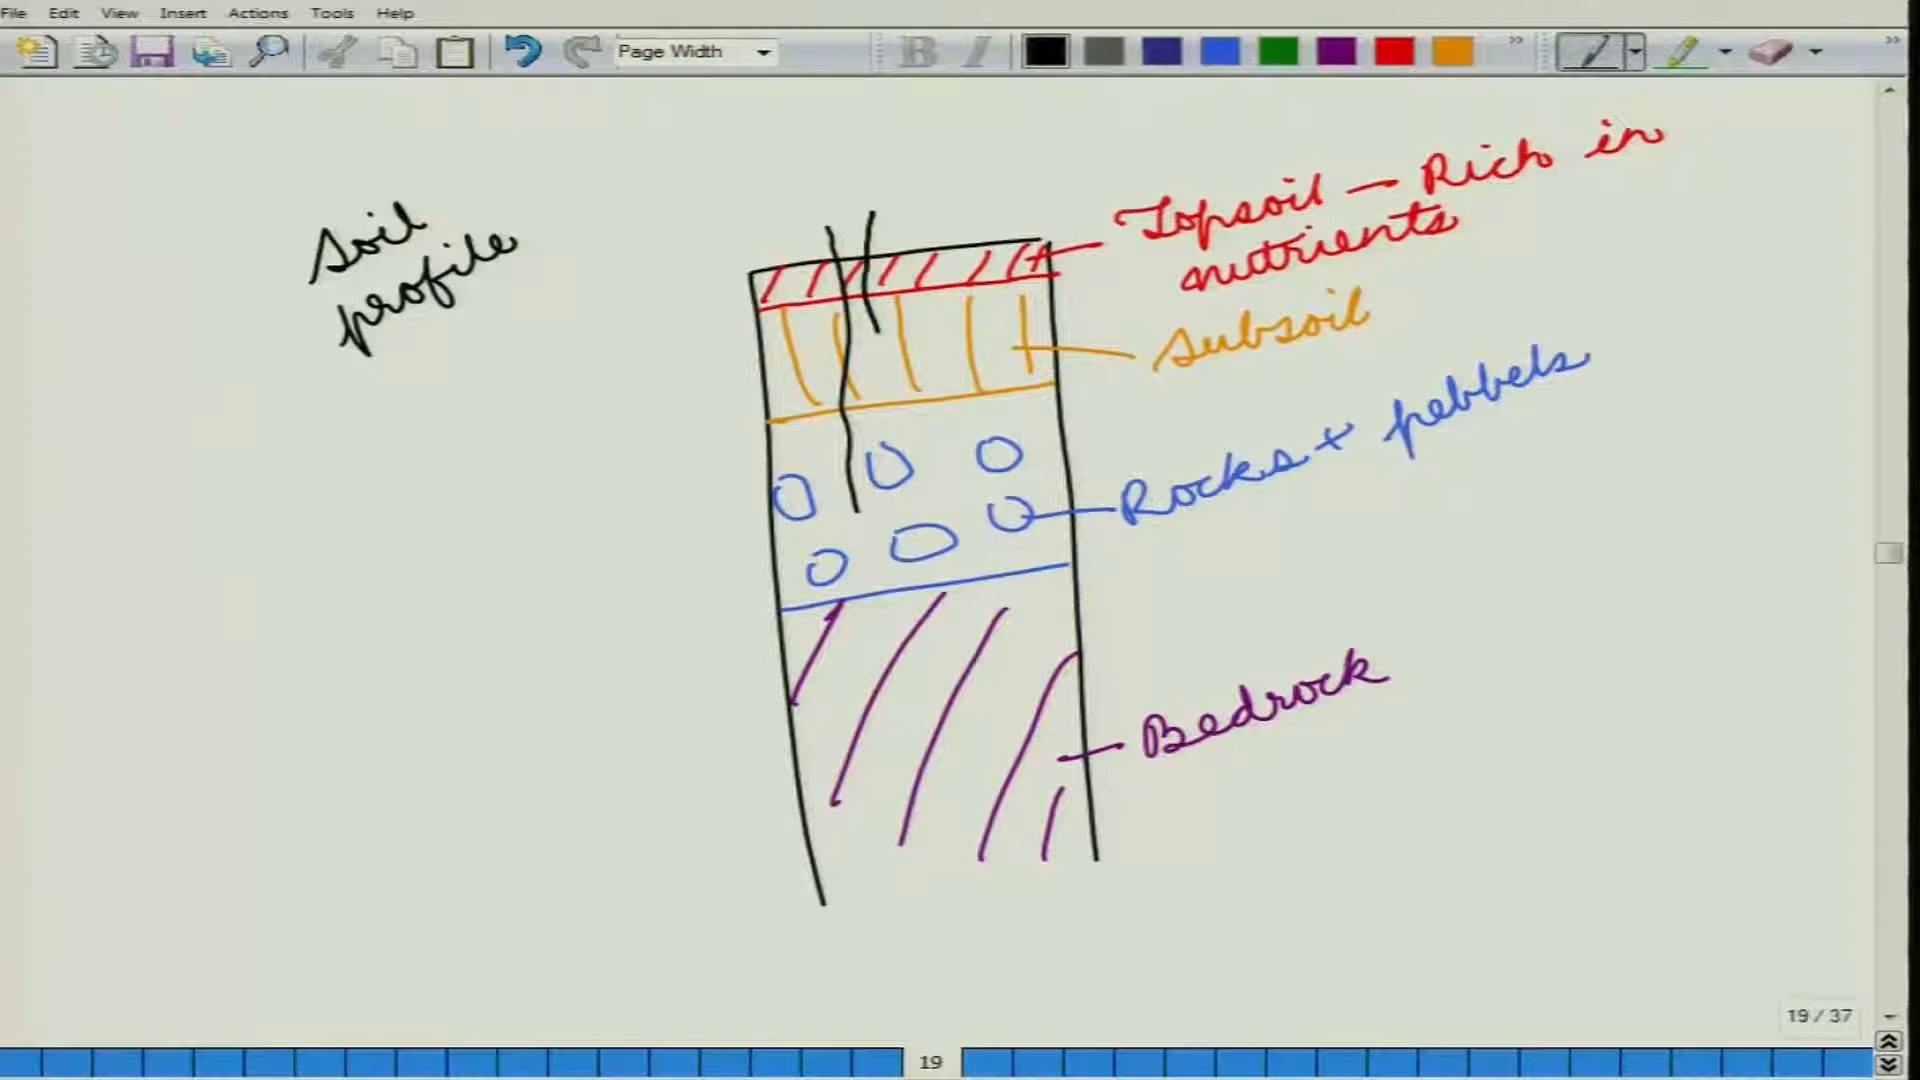 File Edit View Insert Actions Tools Help
Page Width
B I
Soil
profile
Topsoil — Rich in
nutrients
Subsoil
Rocks + pebbels
Bedrock
19 / 37
19